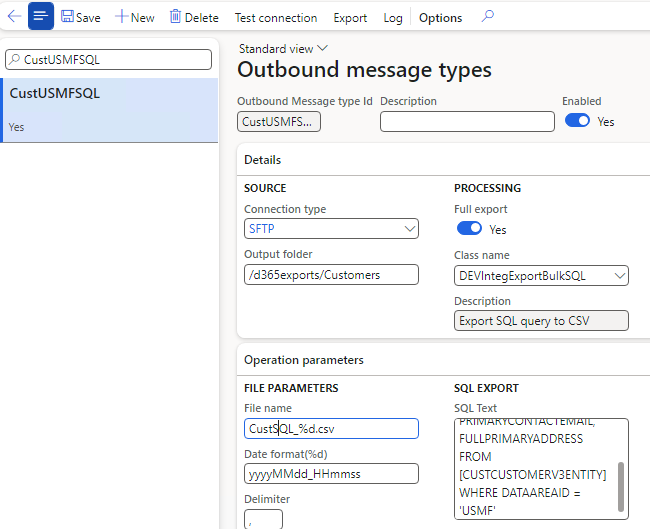 Save New Delete Test connection Export Log Options
CustUSMFSQL
CustUSMFSQL
Yes
Standard view
Outbound message types
Outbound Message type Id Description Enabled
CustUSMFS... Yes
Details
SOURCE PROCESSING
Connection type Full export
SFTP Yes
Output folder Class name
/d365exports/Customers DEVIntegExportBulkSQL
Description
Export SQL query to CSV
Operation parameters
FILE PARAMETERS SQL EXPORT
File name SQL Text
CustSQL_%d.csv
Date format(%d)
yyyyMMdd_HHmmss
Delimiter
,
PRIMARYCONTACTEMAIL,
FULLPRIMARYADDRESS
FROM
[CUSTCUSTOMERV3ENTITY]
WHERE DATAAREAID =
'USMF'